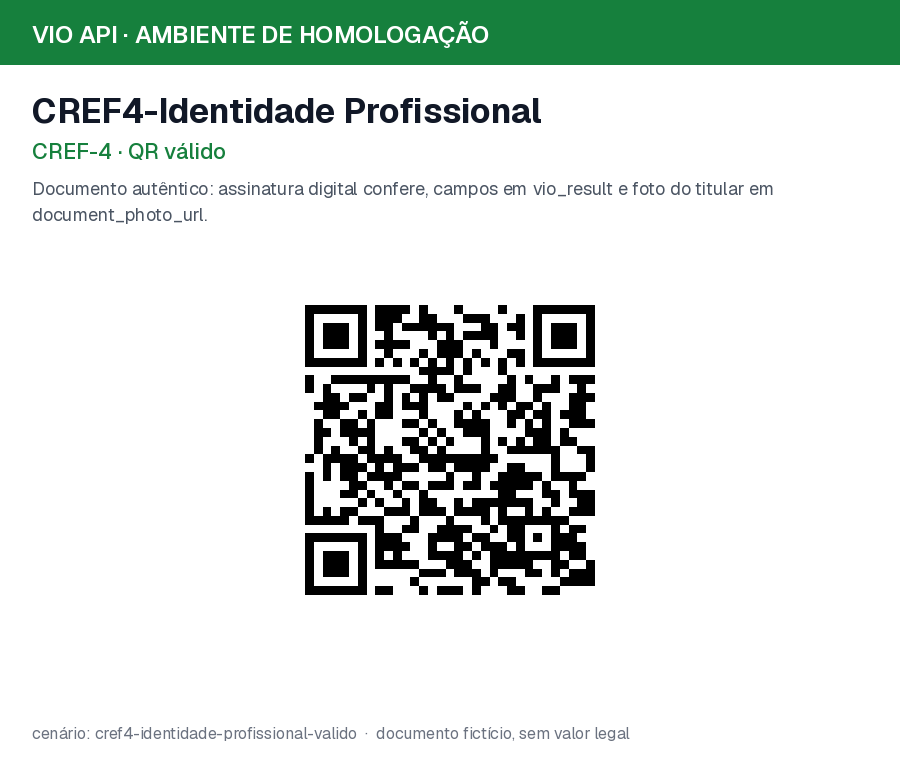 VIO API · AMBIENTE DE HOMOLOGAÇÃO
CREF4-Identidade Profissional
CREF-4 · QR válido
Documento autêntico: assinatura digital confere, campos em vio_result e foto do titular em
document_photo_url.
cenário: cref4-identidade-profissional-valido · documento fictício, sem valor legal